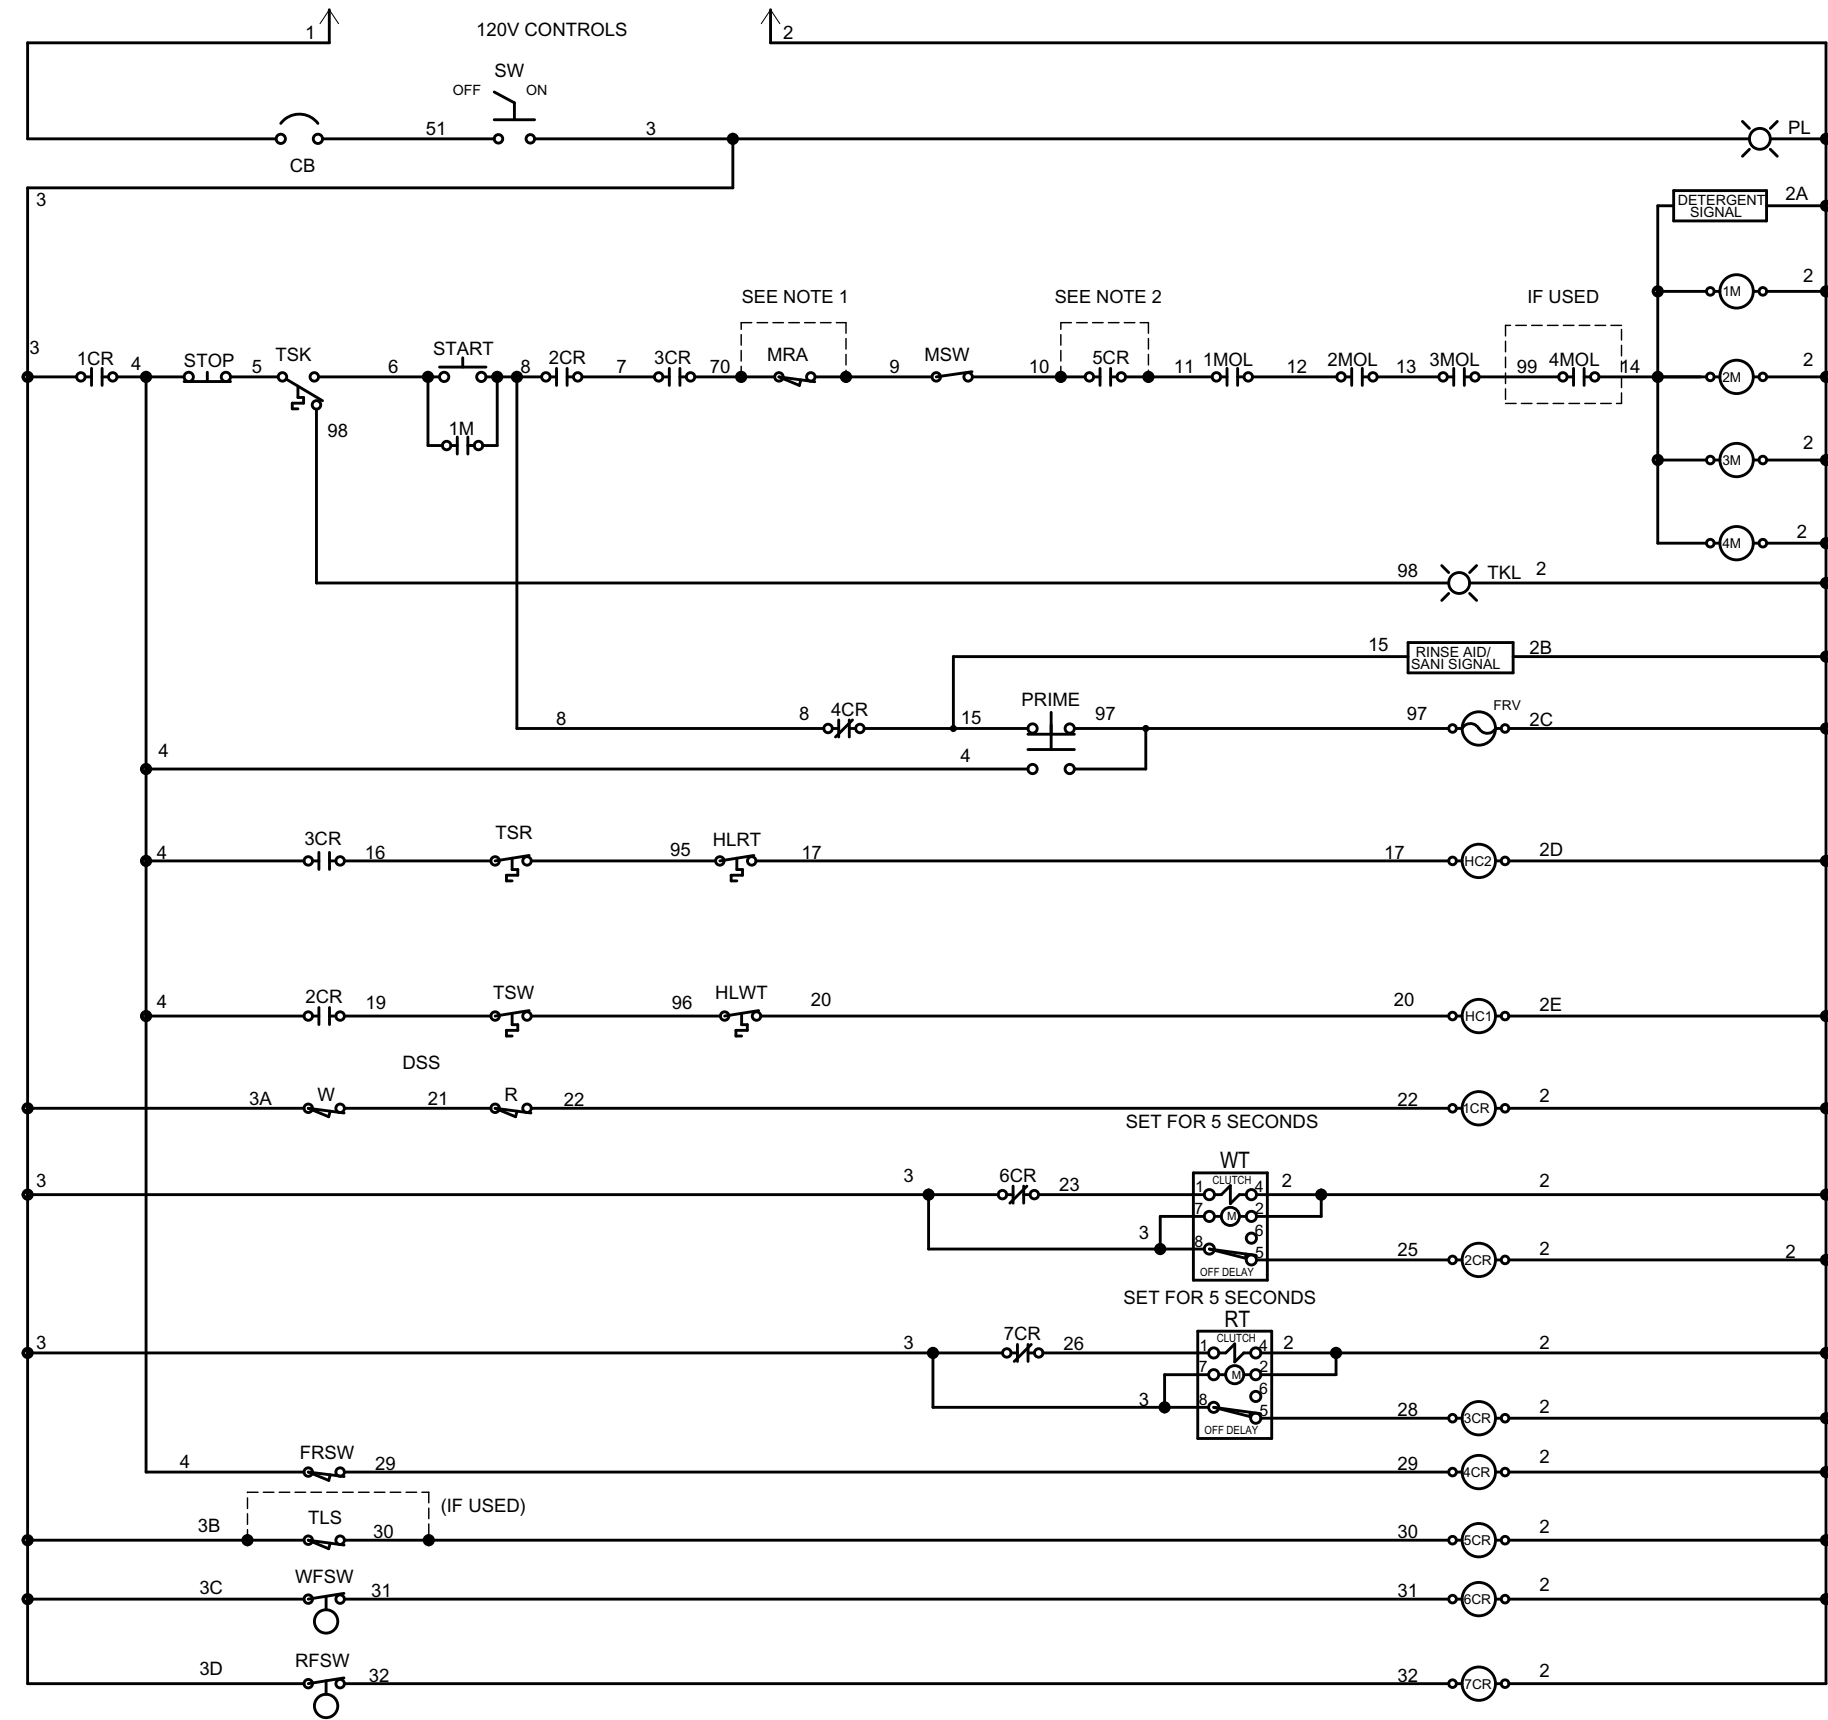 1 120V CONTROLS 2
SW
OFF ON
51 3 PL
CB
3
DETERGENT 2A
SIGNAL
2
1M
SEE NOTE 1 SEE NOTE 2 IF USED
3 1CR 4 STOP 5 TSK 6 START 8 2CR 7 3CR 70 MRA 9 MSW 10 5CR 11 1MOL 12 2MOL 13 3MOL 99 4MOL 14 2
2M
98 1M 2
3M
2
4M
98 TKL 2
15 RINSE AID/ 2B
SANI SIGNAL
PRIME
8 8 4CR 15 97 97 FRV 2C
4 4
3CR TSR HLRT
4 16 95 17 17 HC2 2D
2CR TSW HLWT
4 19 96 20 20 HC1 2E
DSS
3A W 21 R 22 22 1CR 2
SET FOR 5 SECONDS
WT
3 3 6CR 23 1 CLUTCH 4 2 2
7 M 2
6
3 8 5 25 2CR 2 2
OFF DELAY
SET FOR 5 SECONDS
RT
3 3 7CR 26 1 CLUTCH 4 2 2
7 M 2
6
3 8 5 28 3CR 2
OFF DELAY
4 FRSW 29 29 4CR 2
(IF USED)
3B TLS 30 30 5CR 2
3C WFSW 31 31 6CR 2
3D RFSW 32 32 7CR 2